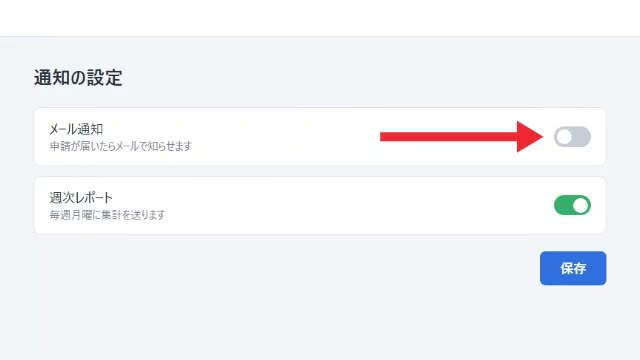 通知の設定
メール通知
申請が届いたらメールで知らせます
週次レポート
毎週月曜に集計を送ります
保存